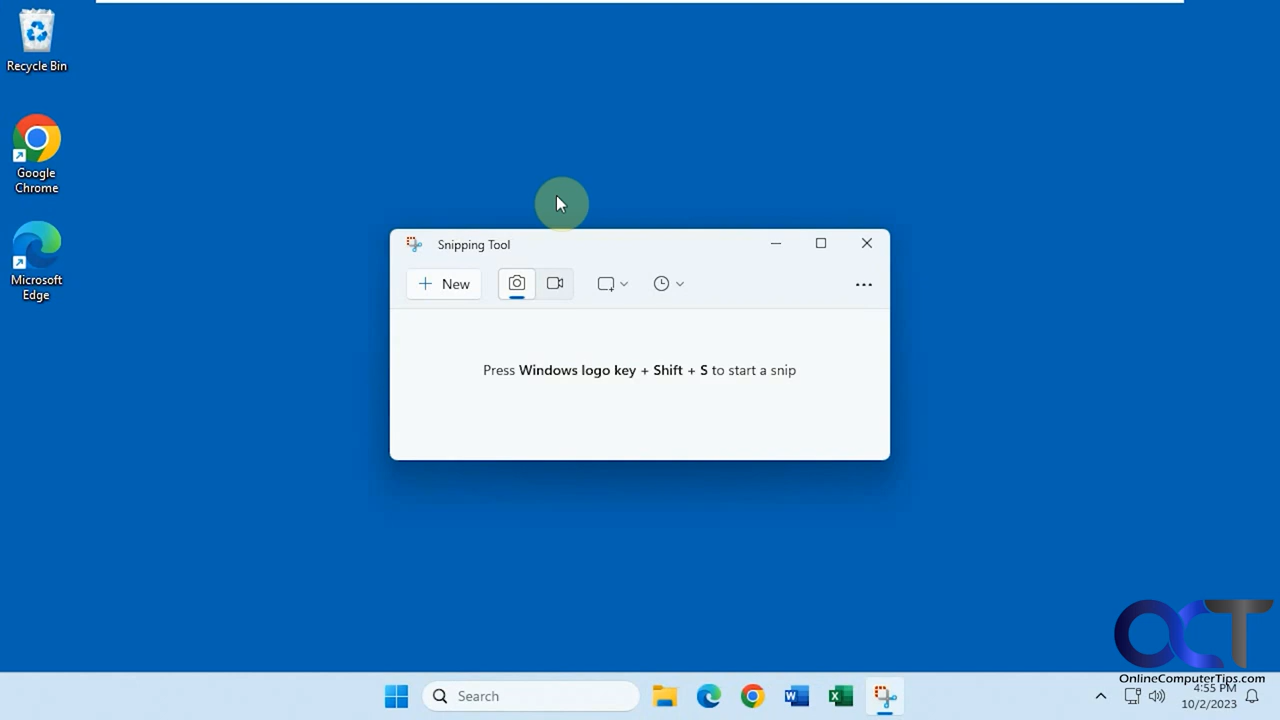 Recycle Bin
Google
Chrome
Microsoft
Edge
Snipping Tool
New
Press Windows logo key + Shift + S to start a snip
OCT
OnlineComputerTips.com
Search
4:55 PM
10/2/2023